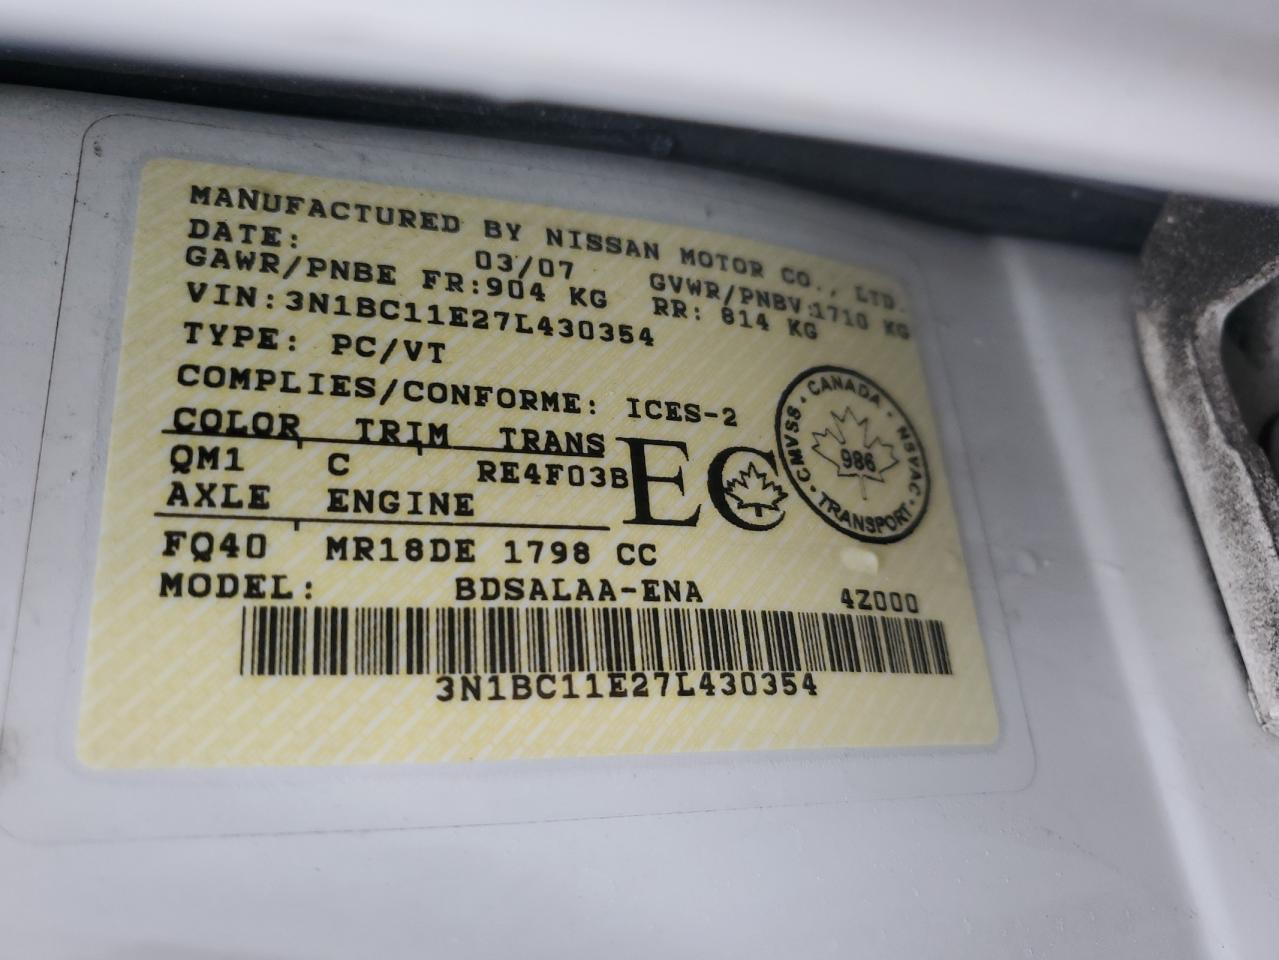 MANUFACTURED BY NISSAN MOTOR CO., LTD.
DATE: 03/07 GVWR/PNBV:1710 KG
GAWR/PNBE FR:904 KG RR: 814 KG
VIN:3N1BC11E27L430354
TYPE: PC/VT
COMPLIES/CONFORME: ICES-2
COLOR TRIM TRANS
QM1 C RE4F03B
AXLE ENGINE
FQ40 MR18DE 1798 CC
EC
CMVSS · CANADA · NSVAC · TRANSPORT ·
986
MODEL: BDSALAA-ENA 4Z000
3N1BC11E27L430354